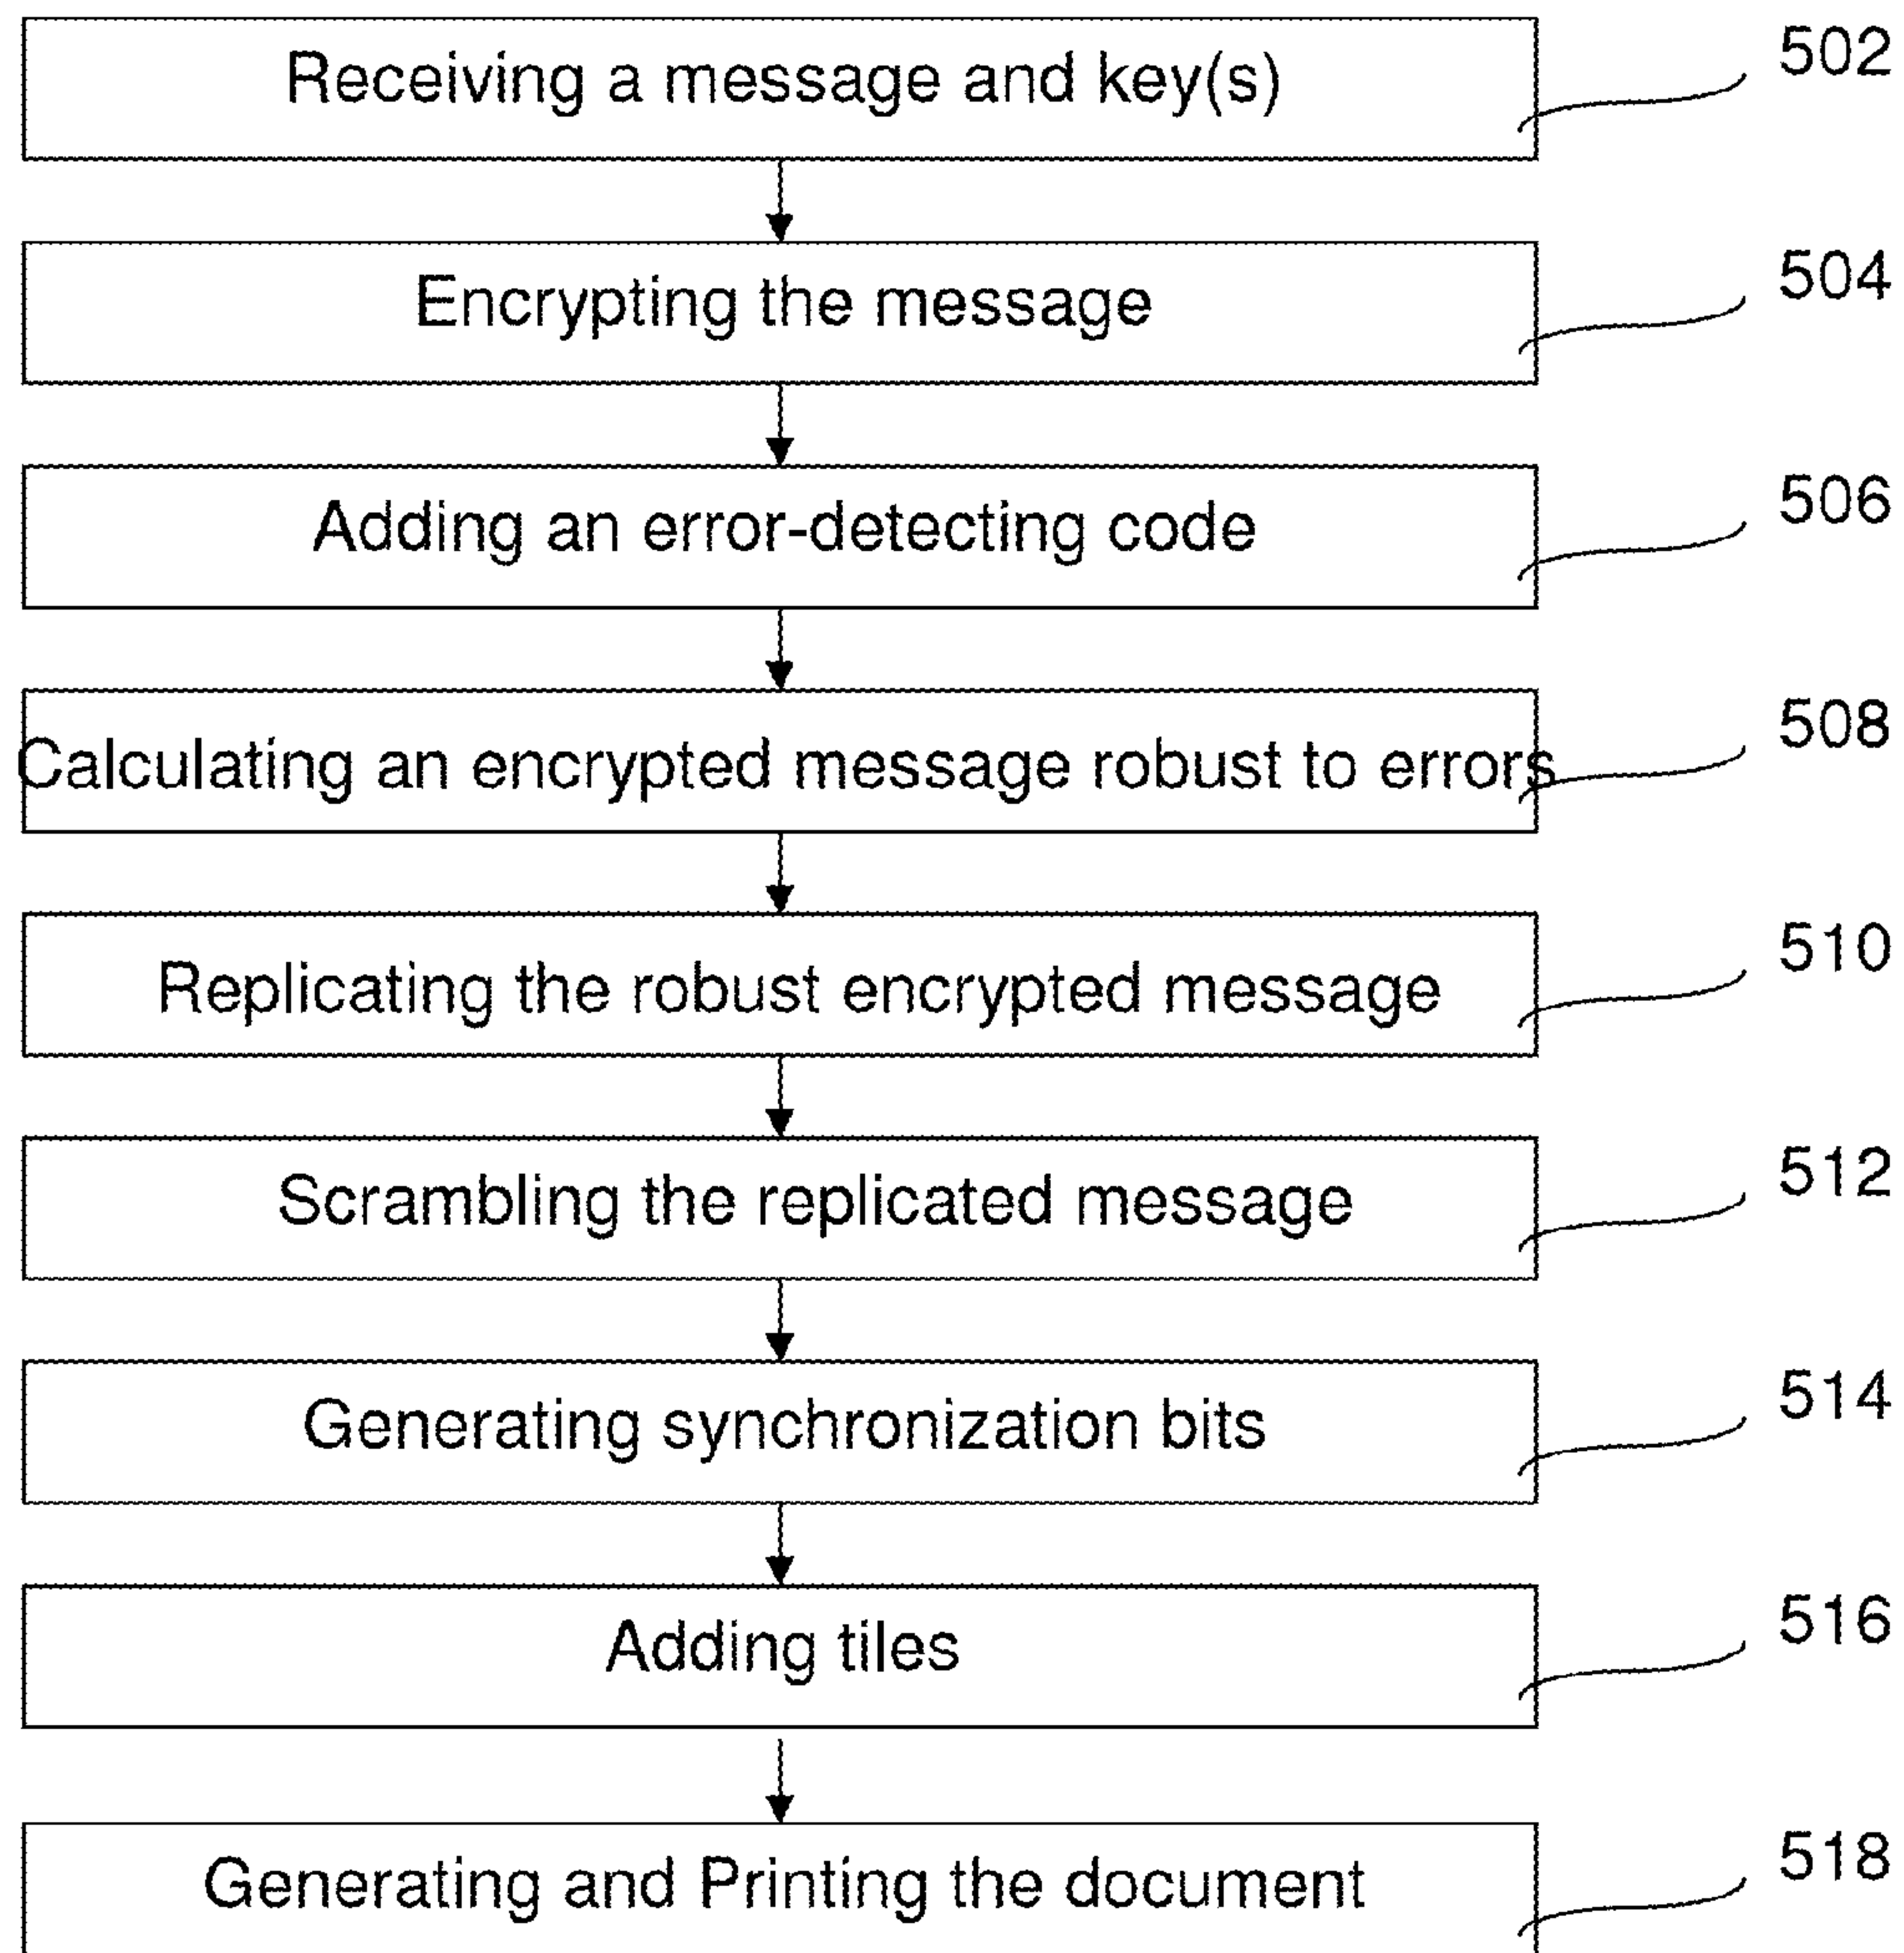 Receiving a message and key(s)
502
Encrypting the message
504
Adding an error-detecting code
506
Calculating an encrypted message robust to errors
508
Replicating the robust encrypted message
510
Scrambling the replicated message
512
Generating synchronization bits
514
Adding tiles
516
Generating and Printing the document
518